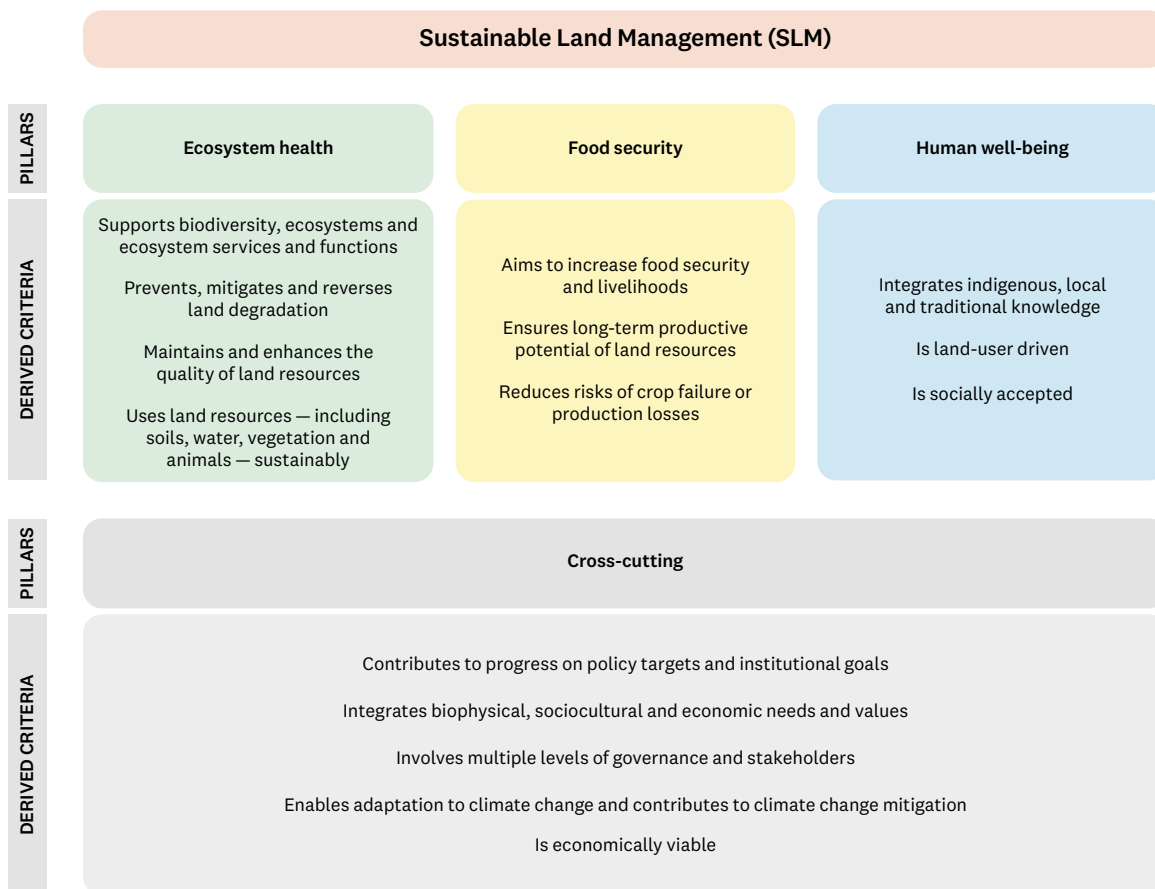 Sustainable Land Management (SLM)
PILLARS
Ecosystem health
Food security
Human well-being
DERIVED CRITERIA
Supports biodiversity, ecosystems and
ecosystem services and functions
Prevents, mitigates and reverses
land degradation
Maintains and enhances the
quality of land resources
Uses land resources — including
soils, water, vegetation and
animals — sustainably
Aims to increase food security
and livelihoods
Ensures long-term productive
potential of land resources
Reduces risks of crop failure or
production losses
Integrates indigenous, local
and traditional knowledge
Is land-user driven
Is socially accepted
PILLARS
Cross-cutting
DERIVED CRITERIA
Contributes to progress on policy targets and institutional goals
Integrates biophysical, sociocultural and economic needs and values
Involves multiple levels of governance and stakeholders
Enables adaptation to climate change and contributes to climate change mitigation
Is economically viable